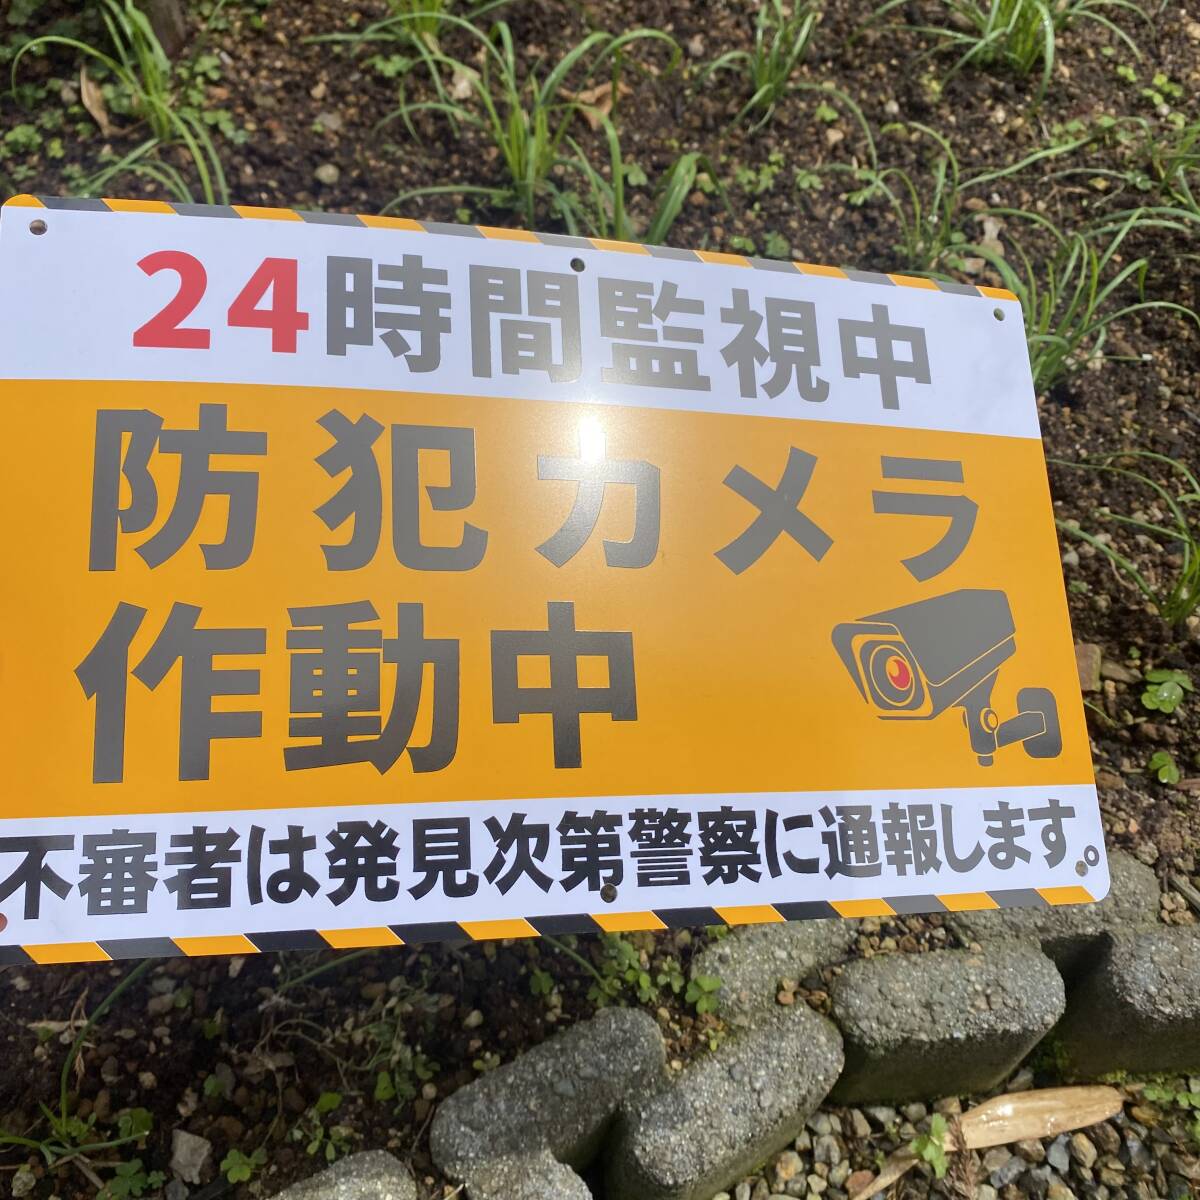 24時間監視中
防犯カメラ
作動中
不審者は発見次第警察に通報します。